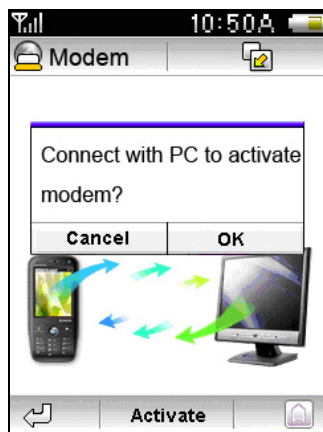 10:50A
Modem
Connect with PC to activate
modem?
Cancel OK
Activate